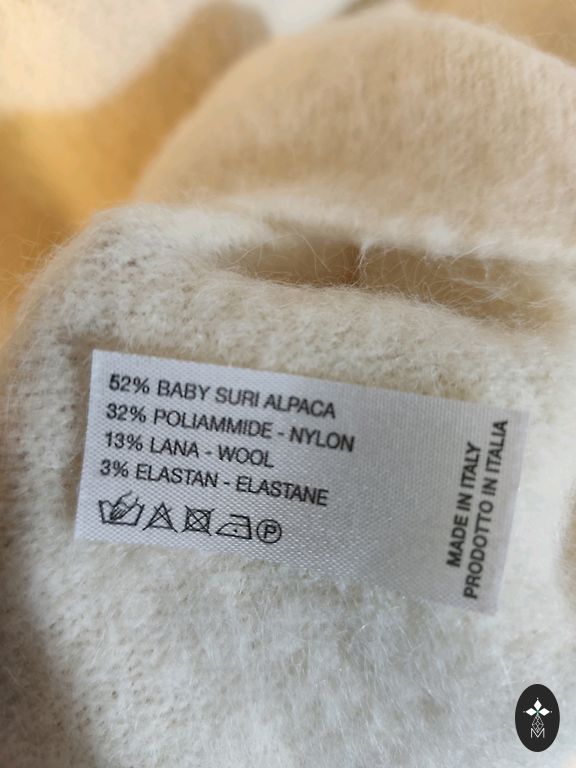 52% BABY SURI ALPACA
32% POLIAMMIDE - NYLON
13% LANA - WOOL
3% ELASTAN - ELASTANE
P
MADE IN ITALY
PRODOTTO IN ITALIA
M